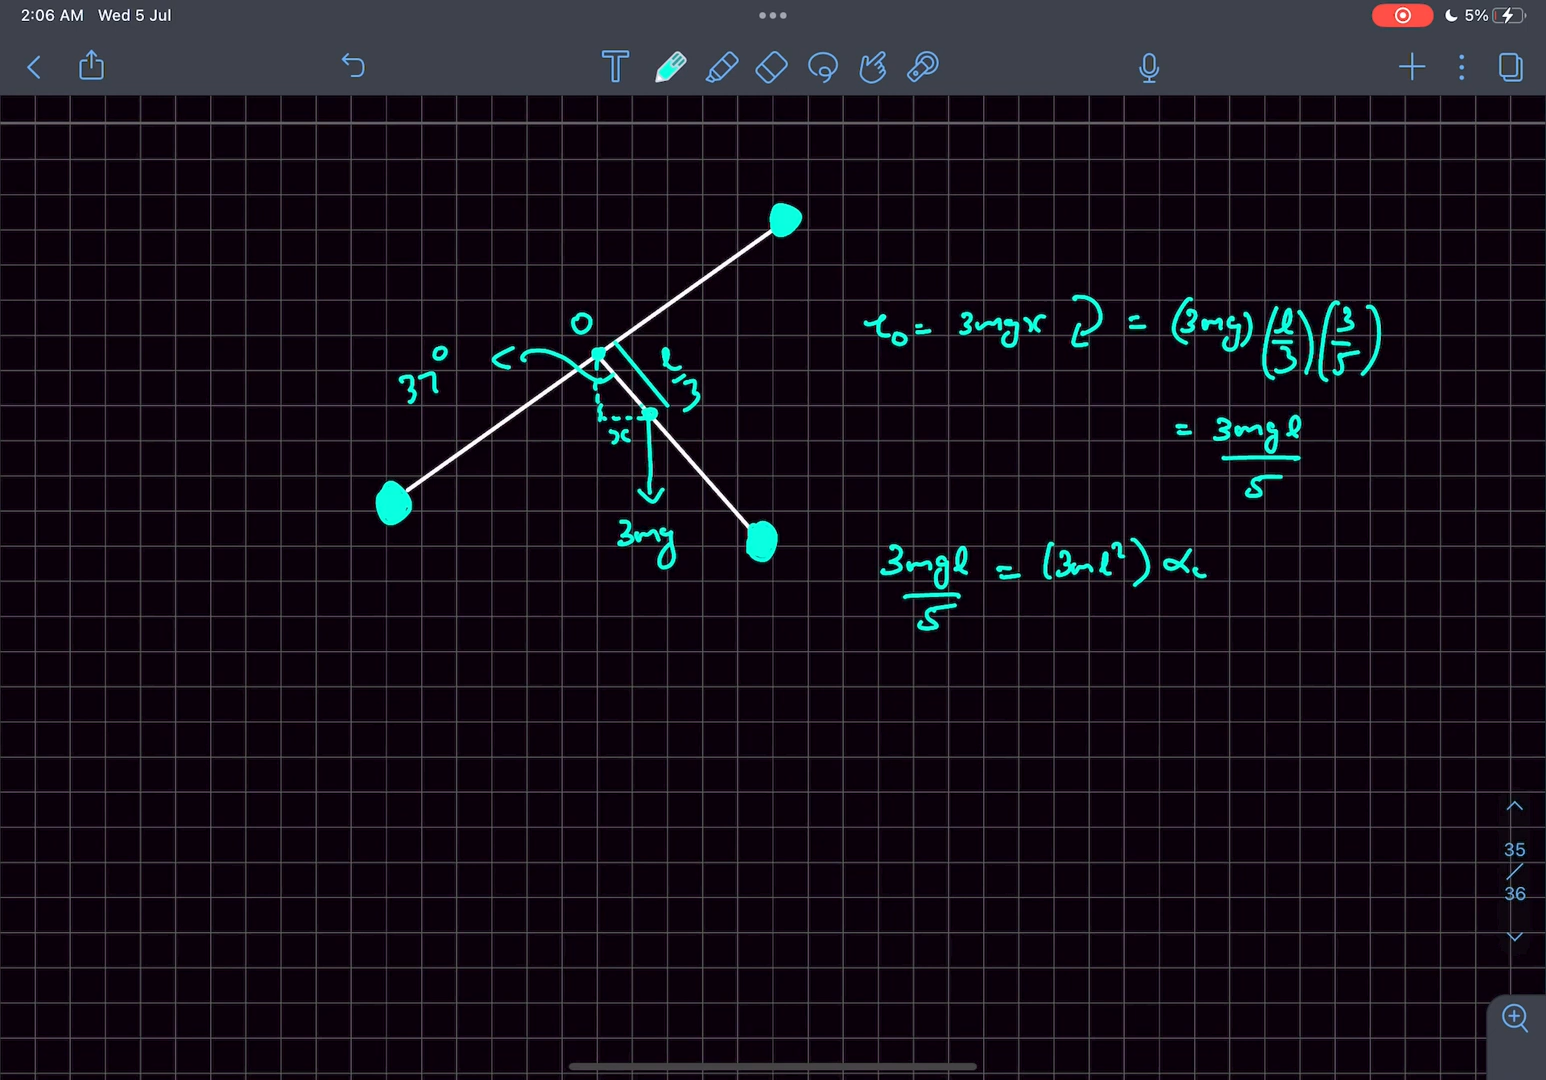 2:06 AM Wed 5 Jul
5%
O
37°
l/3
x
3mg
τ₀ = 3mgx ⤸ = (3mg)(l/3)(3/5)
= 3mgl/5
3mgl/5 = (3ml²) α꜀
35
36